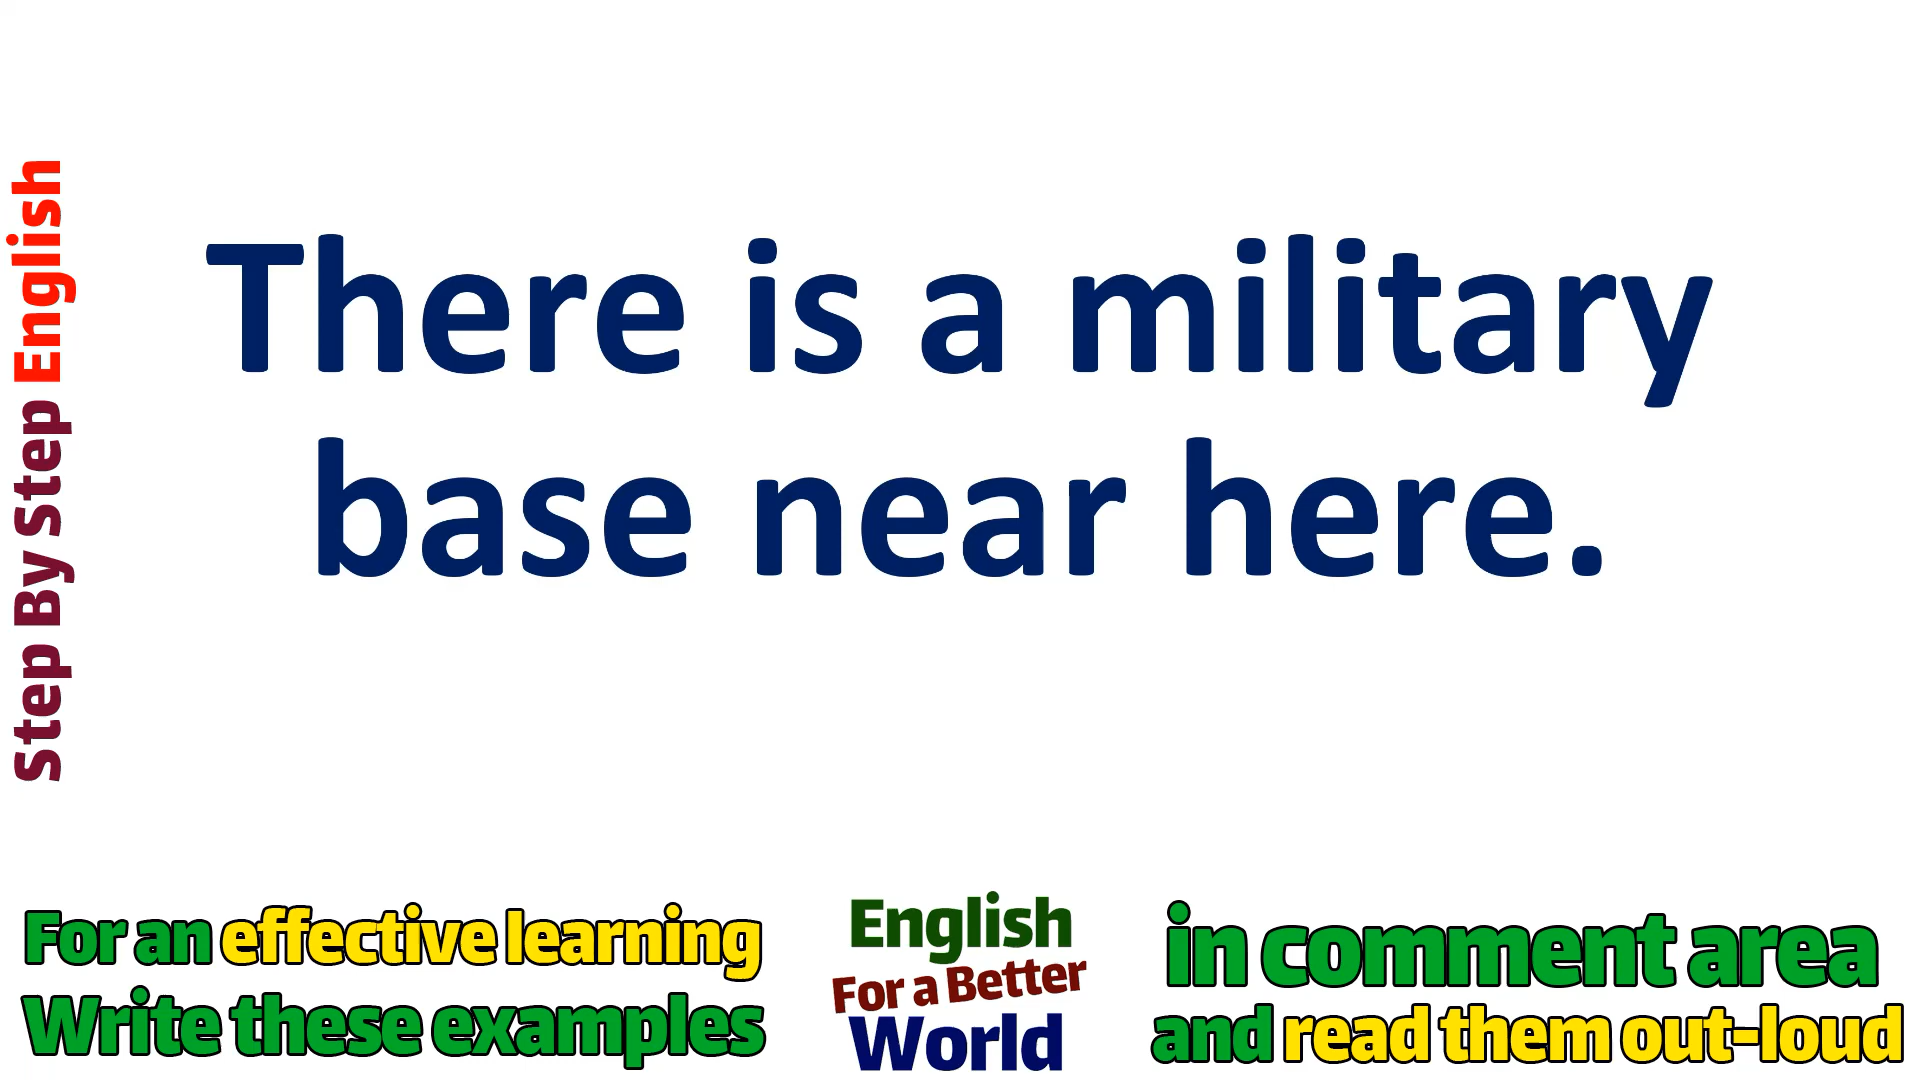 Step By Step English
There is a military
base near here.
For an effective learning
Write these examples
English
For a Better
World
in comment area
and read them out-loud